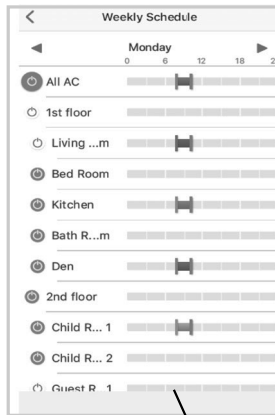 Weekly Schedule
Monday
0 6 12 18 2
All AC
1st floor
Living ...m
Bed Room
Kitchen
Bath R...m
Den
2nd floor
Child R... 1
Child R... 2
Guest R 1